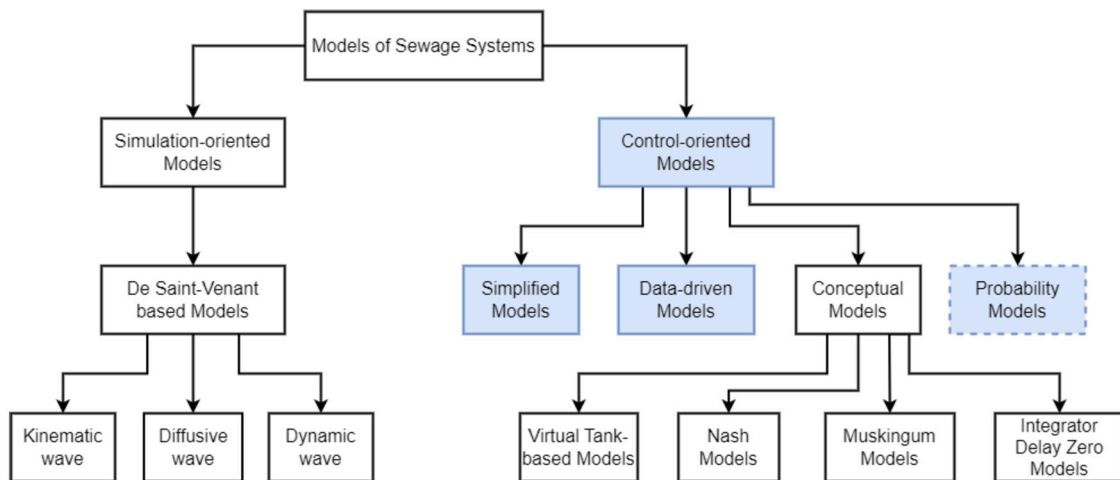 Models of Sewage Systems
Simulation-oriented
Models
Control-oriented
Models
De Saint-Venant
based Models
Simplified
Models
Data-driven
Models
Conceptual
Models
Probability
Models
Kinematic
wave
Diffusive
wave
Dynamic
wave
Virtual Tank-
based Models
Nash
Models
Muskingum
Models
Integrator
Delay Zero
Models